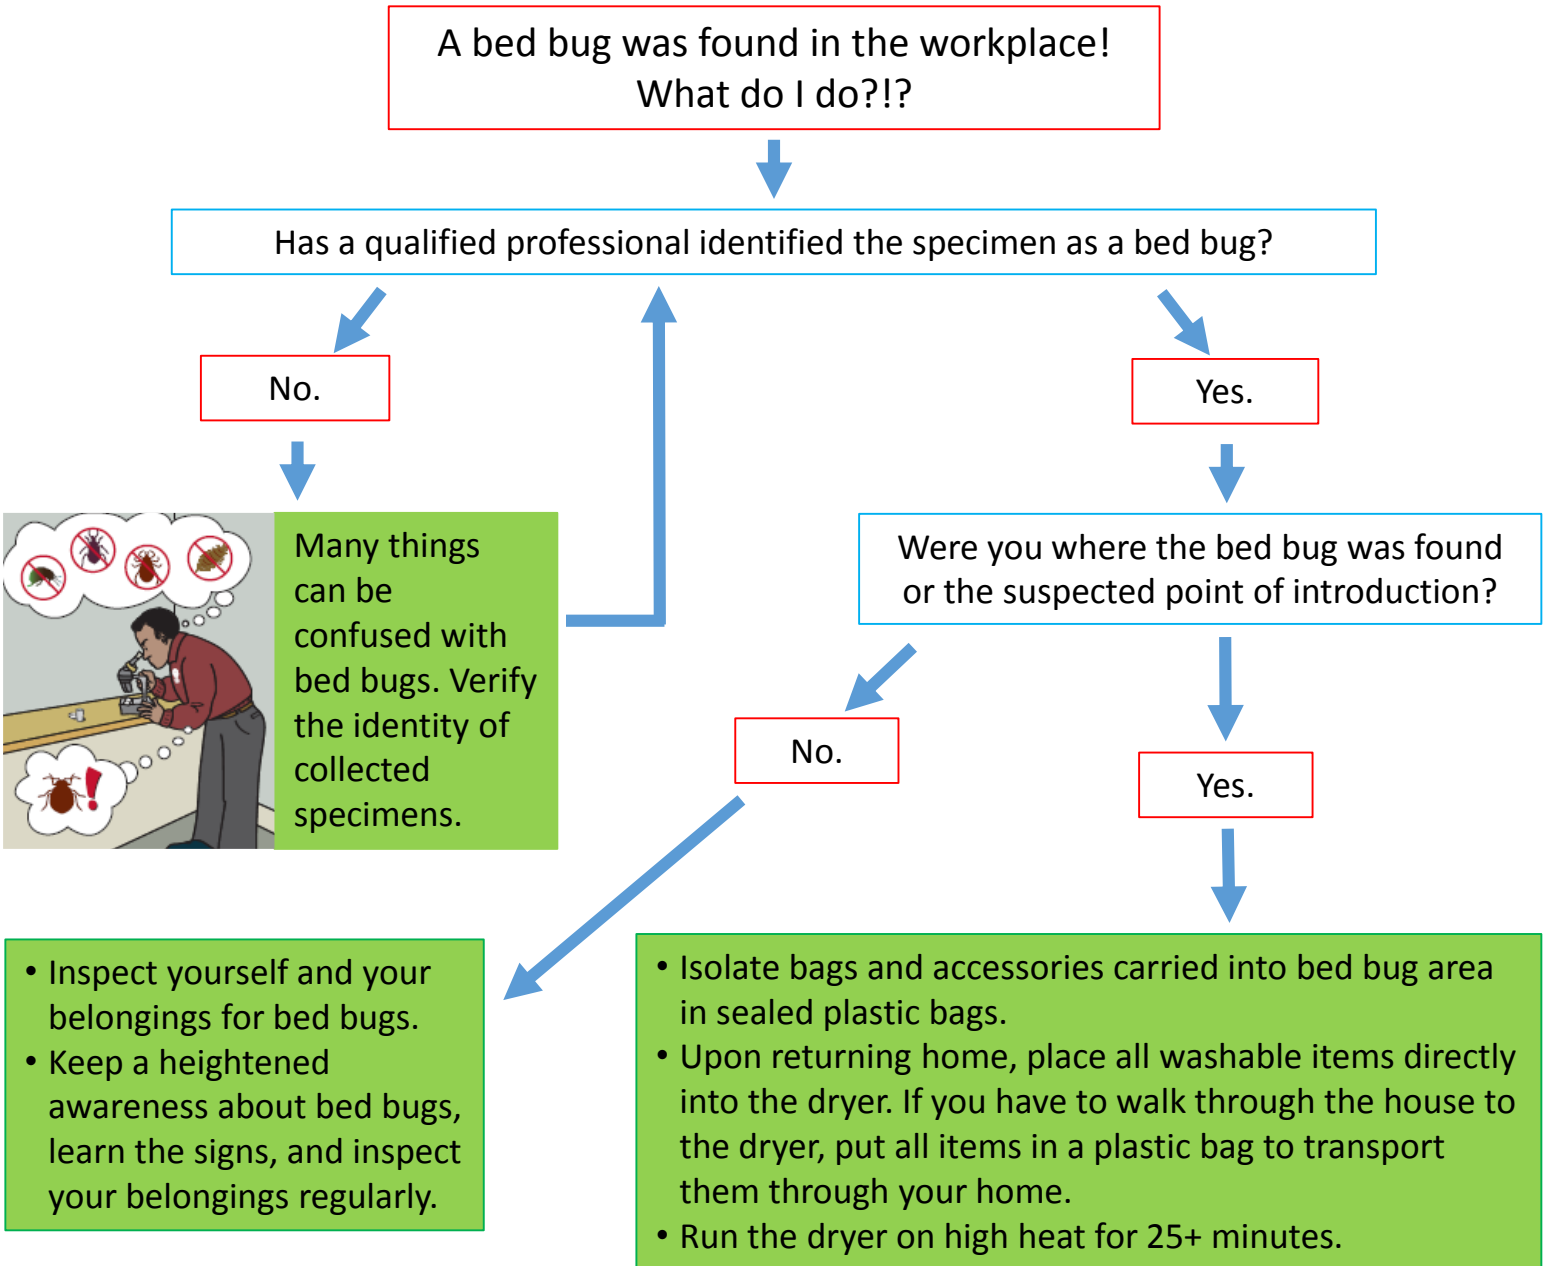 A bed bug was found in the workplace!
What do I do?!?
Has a qualified professional identified the specimen as a bed bug?
No.
Yes.
Many things
can be
confused with
bed bugs. Verify
the identity of
collected
specimens.
Were you where the bed bug was found
or the suspected point of introduction?
No.
Yes.
• Inspect yourself and your
belongings for bed bugs.
• Keep a heightened
awareness about bed bugs,
learn the signs, and inspect
your belongings regularly.
• Isolate bags and accessories carried into bed bug area
in sealed plastic bags.
• Upon returning home, place all washable items directly
into the dryer. If you have to walk through the house to
the dryer, put all items in a plastic bag to transport
them through your home.
• Run the dryer on high heat for 25+ minutes.